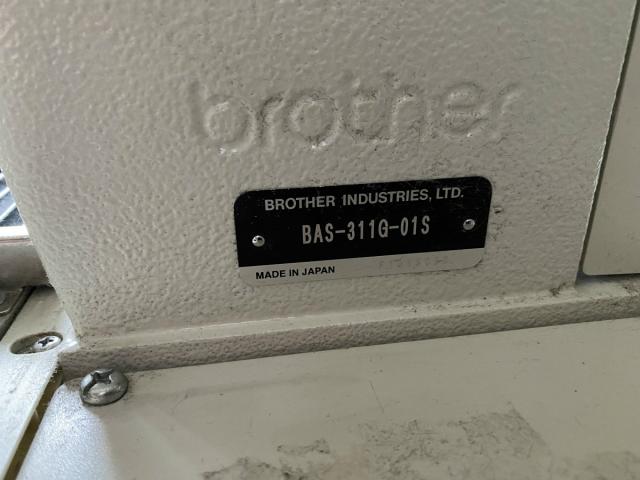 brother
BROTHER INDUSTRIES, LTD.
BAS-311G-01S
MADE IN JAPAN